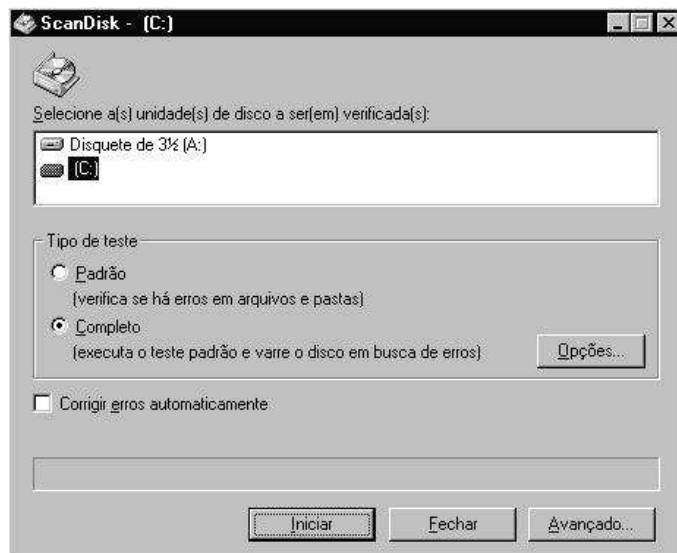 ScanDisk - (C:)
Selecione a(s) unidade(s) de disco a ser(em) verificada(s):
Disquete de 3½ (A:)
(C:)
Tipo de teste
Padrão
(verifica se há erros em arquivos e pastas)
Completo
(executa o teste padrão e varre o disco em busca de erros)
Opções...
Corrigir erros automaticamente
Iniciar
Fechar
Avançado...